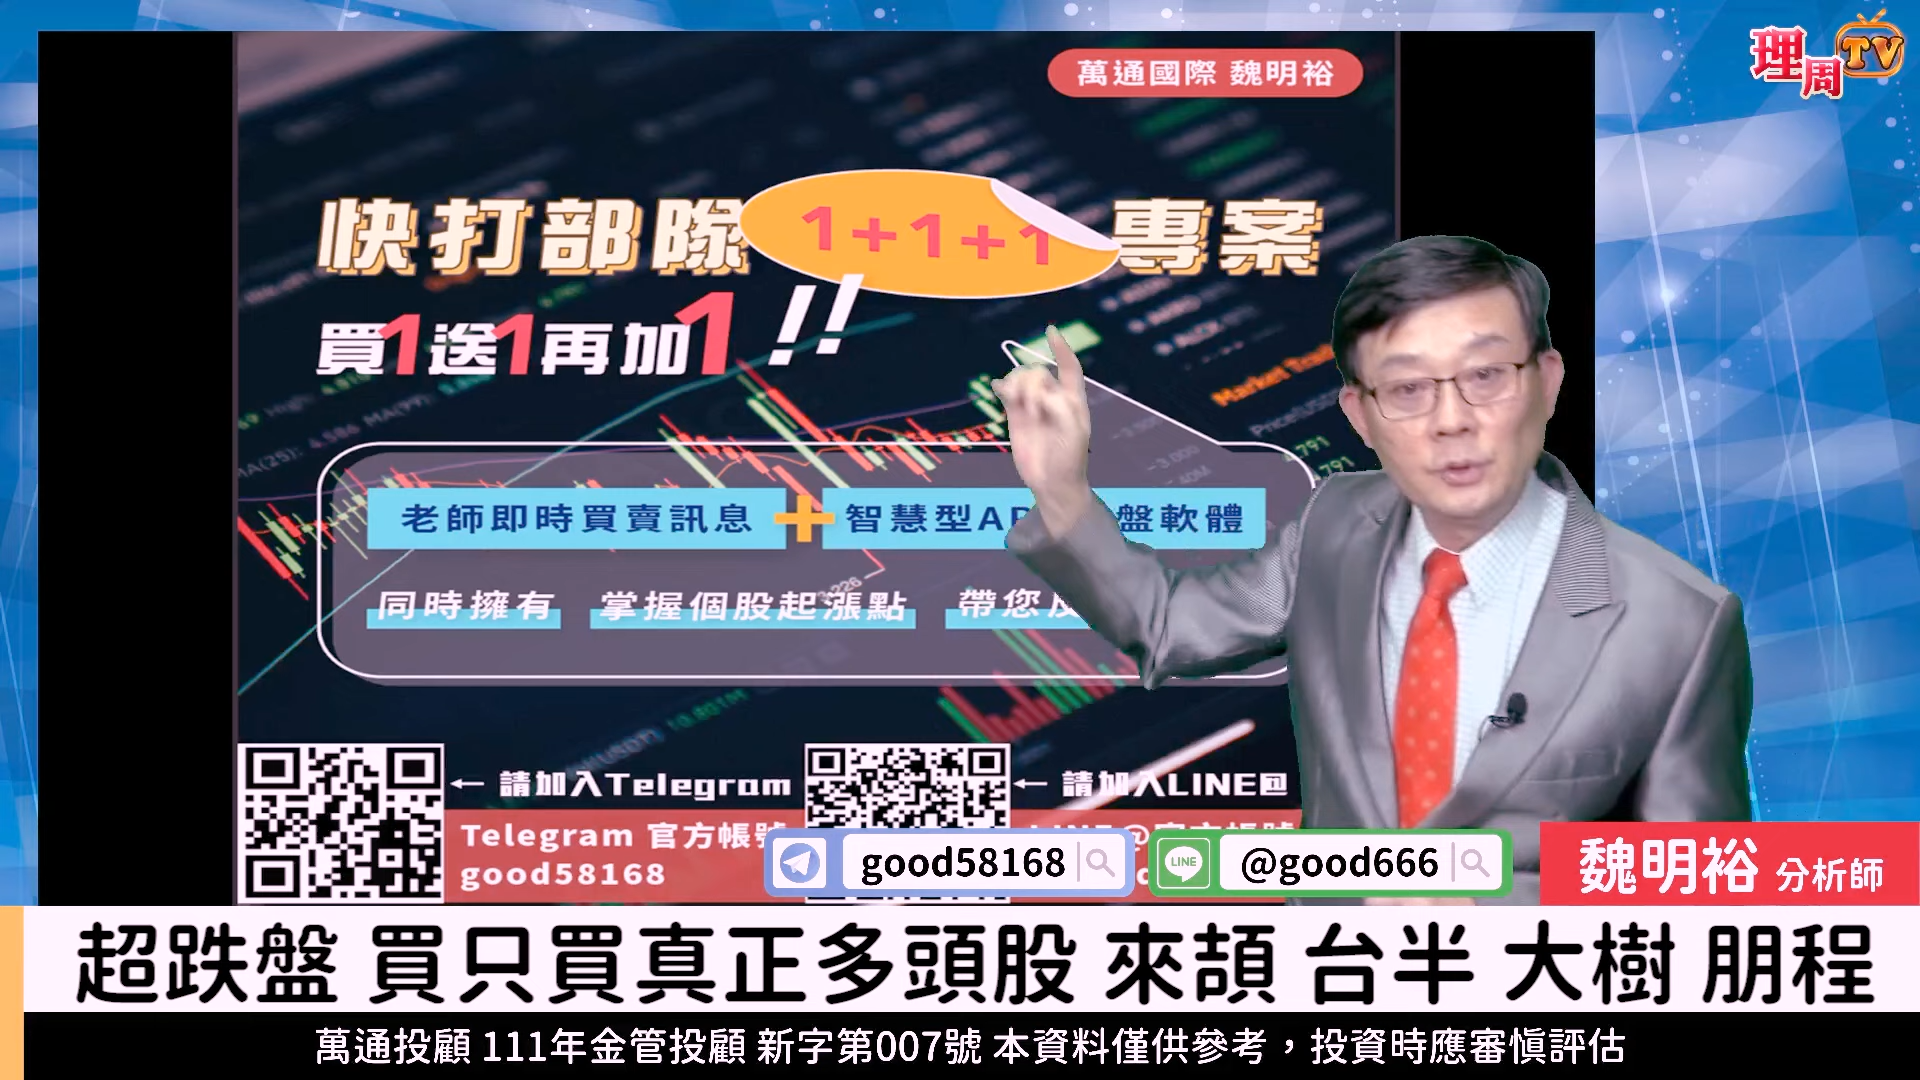 理周TV
萬通國際 魏明裕
快打部隊 1+1+1 專案
買1送1再加1!!
老師即時買賣訊息 + 智慧型AP 盤軟體
同時擁有 掌握個股起漲點 帶您
← 請加入Telegram
← 請加入LINE@
Telegram 官方帳號
good58168
good58168
LINE
@good666
魏明裕 分析師
超跌盤 買只買真正多頭股 來頡 台半 大樹 朋程
萬通投顧 111年金管投顧 新字第007號 本資料僅供參考，投資時應審慎評估